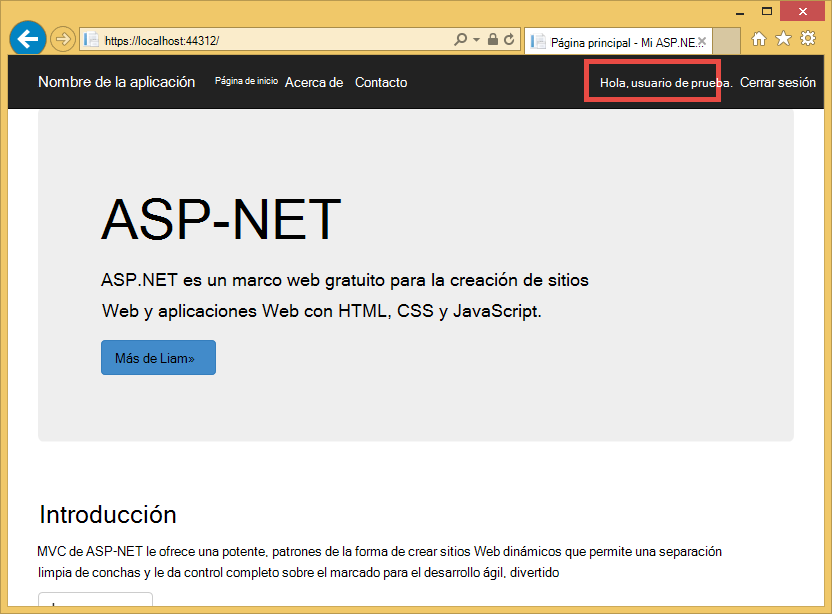 https://localhost:44312/
Página principal - Mi ASP.NE...
Nombre de la aplicación Página de inicio Acerca de Contacto Hola, usuario de prueba. Cerrar sesión
ASP-NET
ASP.NET es un marco web gratuito para la creación de sitios
Web y aplicaciones Web con HTML, CSS y JavaScript.
Más de Liam»
Introducción
MVC de ASP-NET le ofrece una potente, patrones de la forma de crear sitios Web dinámicos que permite una separación
limpia de conchas y le da control completo sobre el marcado para el desarrollo ágil, divertido